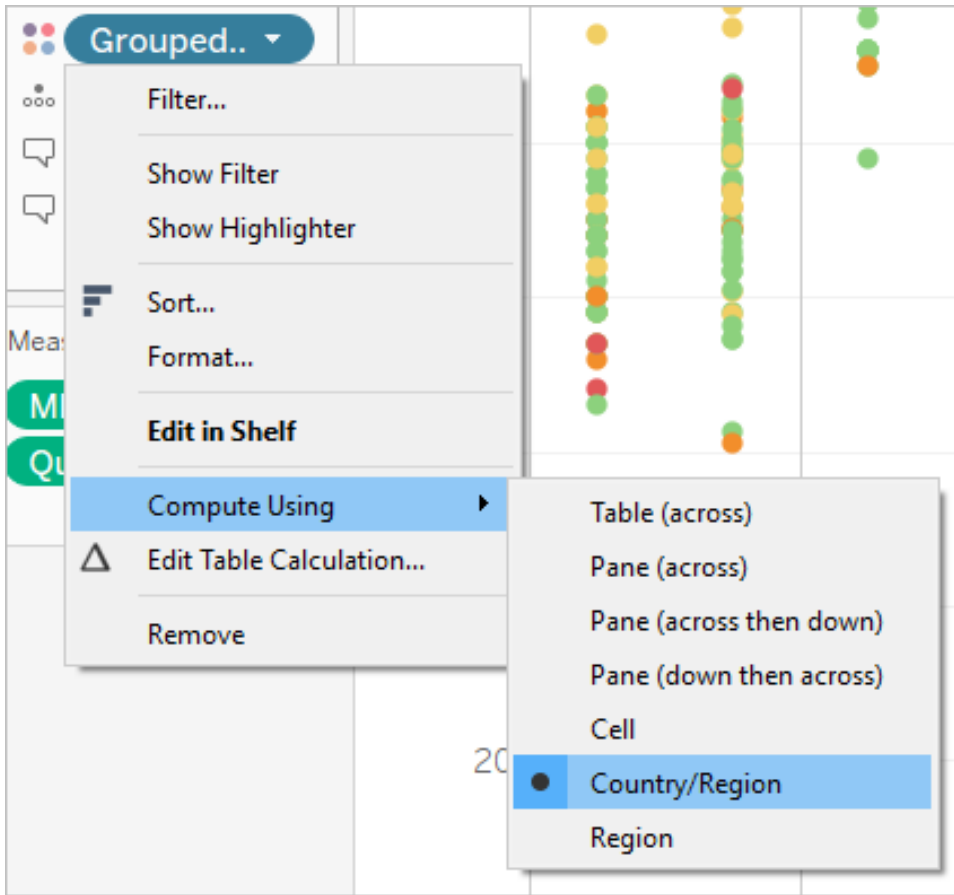 Grouped..
Filter...
Show Filter
Show Highlighter
Sort...
Format...
Edit in Shelf
Compute Using
Edit Table Calculation...
Remove
Table (across)
Pane (across)
Pane (across then down)
Pane (down then across)
Cell
Country/Region
Region